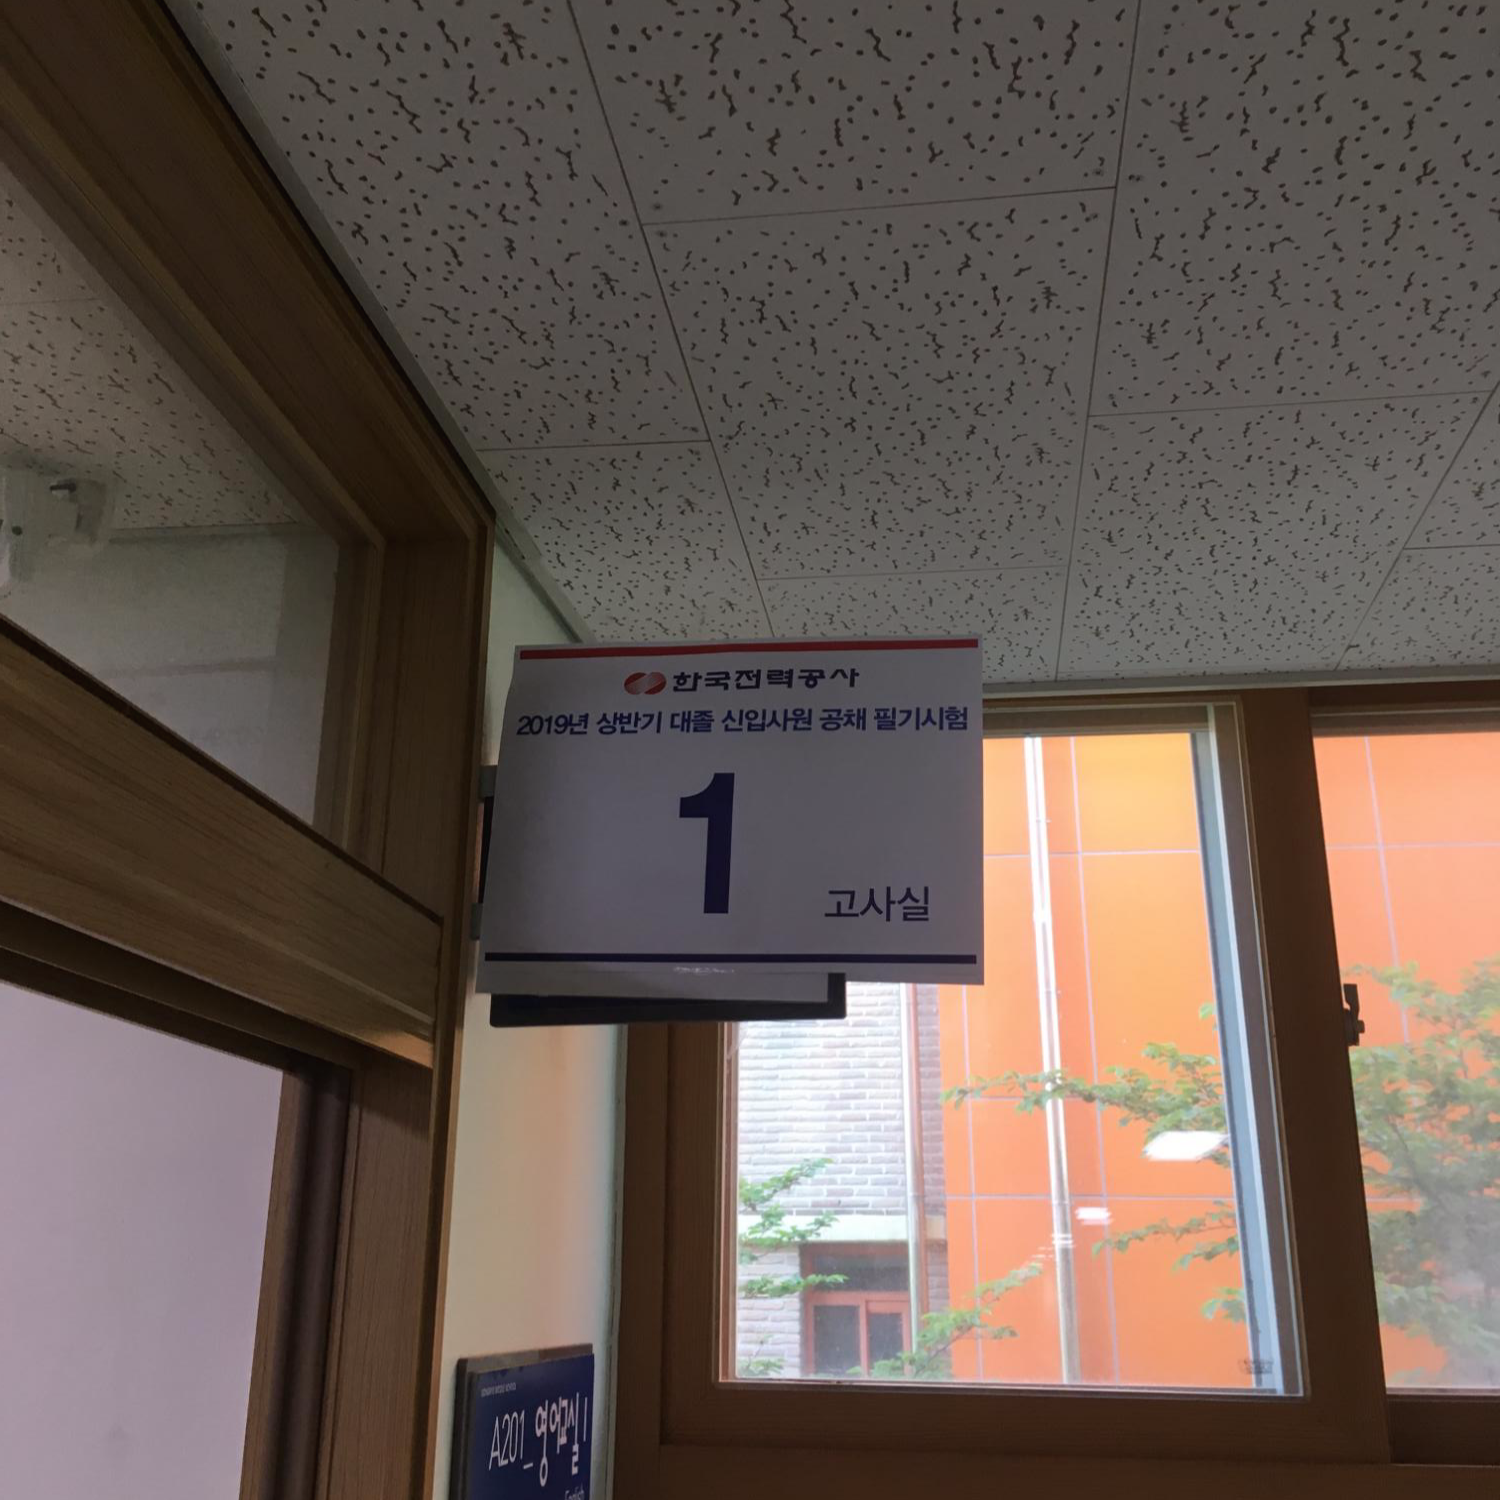 한국전력공사
2019년 상반기 대졸 신입사원 공채 필기시험
1
고사실
A201_영어교실1
English